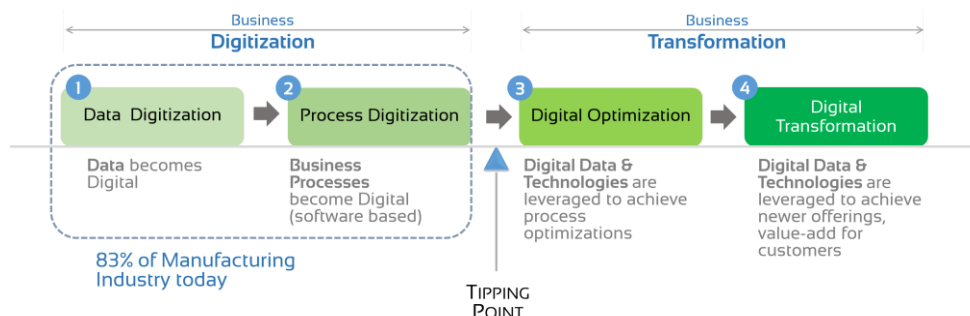 Business
Digitization
Business
Transformation
1
Data Digitization
2
Process Digitization
3
Digital Optimization
4
Digital
Transformation
Data becomes
Digital
Business
Processes
become Digital
(software based)
Digital Data &
Technologies are
leveraged to achieve
process
optimizations
Digital Data &
Technologies are
leveraged to achieve
newer offerings,
value-add for
customers
83% of Manufacturing
Industry today
TIPPING
POINT